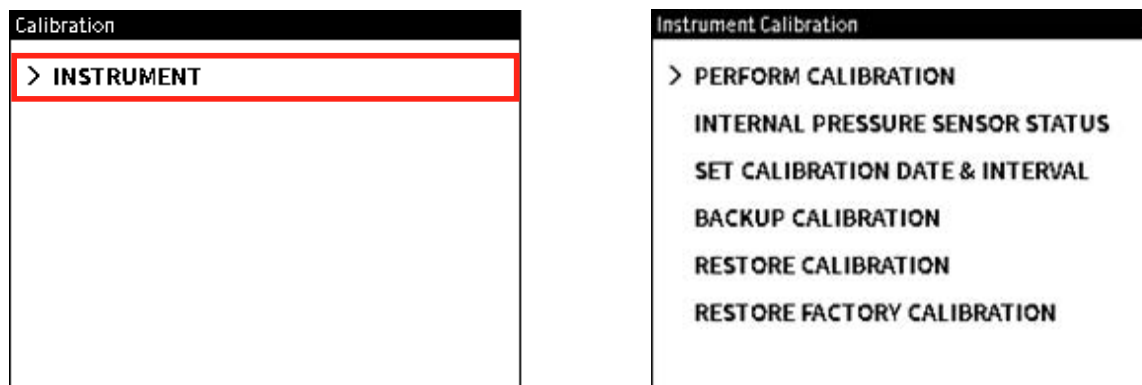 Calibration
> INSTRUMENT
Instrument Calibration
> PERFORM CALIBRATION
INTERNAL PRESSURE SENSOR STATUS
SET CALIBRATION DATE & INTERVAL
BACKUP CALIBRATION
RESTORE CALIBRATION
RESTORE FACTORY CALIBRATION